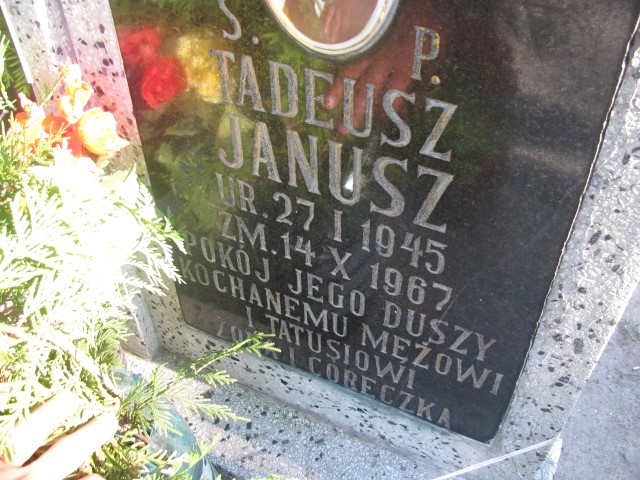 Ś. P.
TADEUSZ
JANUSZ
UR. 27 I 1945
ZM. 14 X 1967
POKÓJ JEGO DUSZY
KOCHANEMU MĘŻOWI
I TATUSIOWI
ŻONA I CÓRECZKA